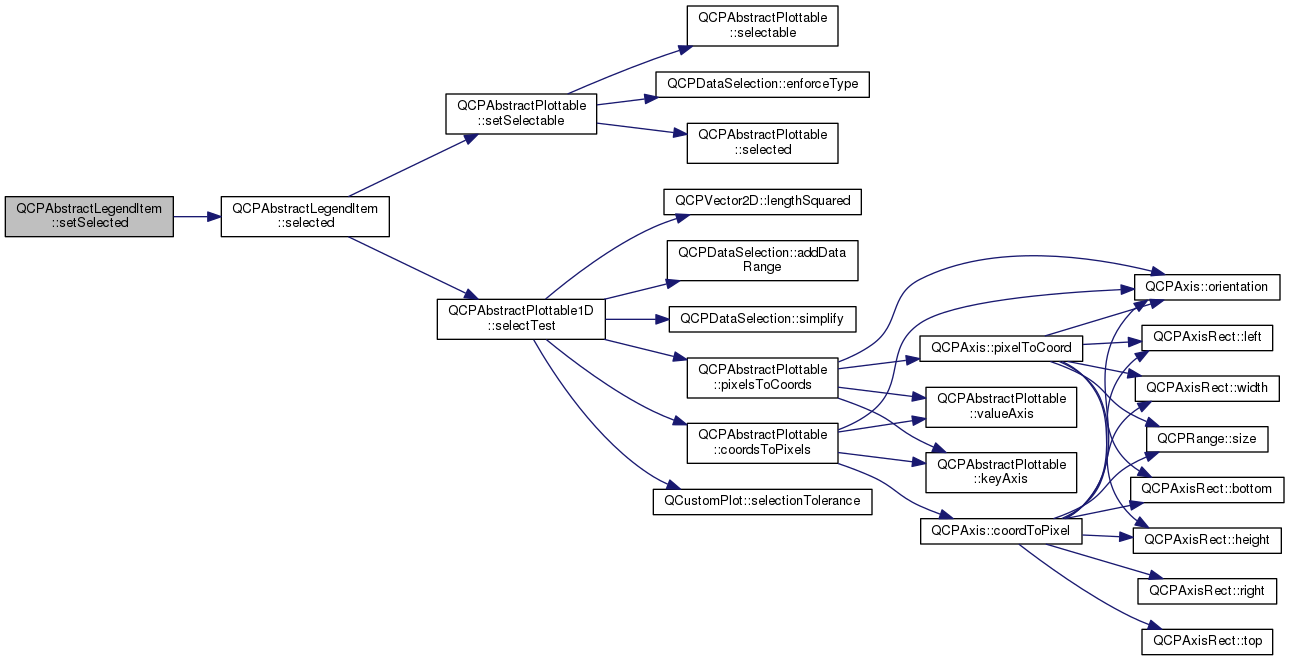 QCPAbstractLegendItem
::setSelected
QCPAbstractLegendItem
::selected
QCPAbstractPlottable
::setSelectable
QCPAbstractPlottable1D
::selectTest
QCPAbstractPlottable
::selectable
QCPDataSelection::enforceType
QCPAbstractPlottable
::selected
QCPVector2D::lengthSquared
QCPDataSelection::addData
Range
QCPDataSelection::simplify
QCPAbstractPlottable
::pixelsToCoords
QCPAbstractPlottable
::coordsToPixels
QCustomPlot::selectionTolerance
QCPAxis::pixelToCoord
QCPAbstractPlottable
::valueAxis
QCPAbstractPlottable
::keyAxis
QCPAxis::coordToPixel
QCPAxis::orientation
QCPAxisRect::left
QCPAxisRect::width
QCPRange::size
QCPAxisRect::bottom
QCPAxisRect::height
QCPAxisRect::right
QCPAxisRect::top